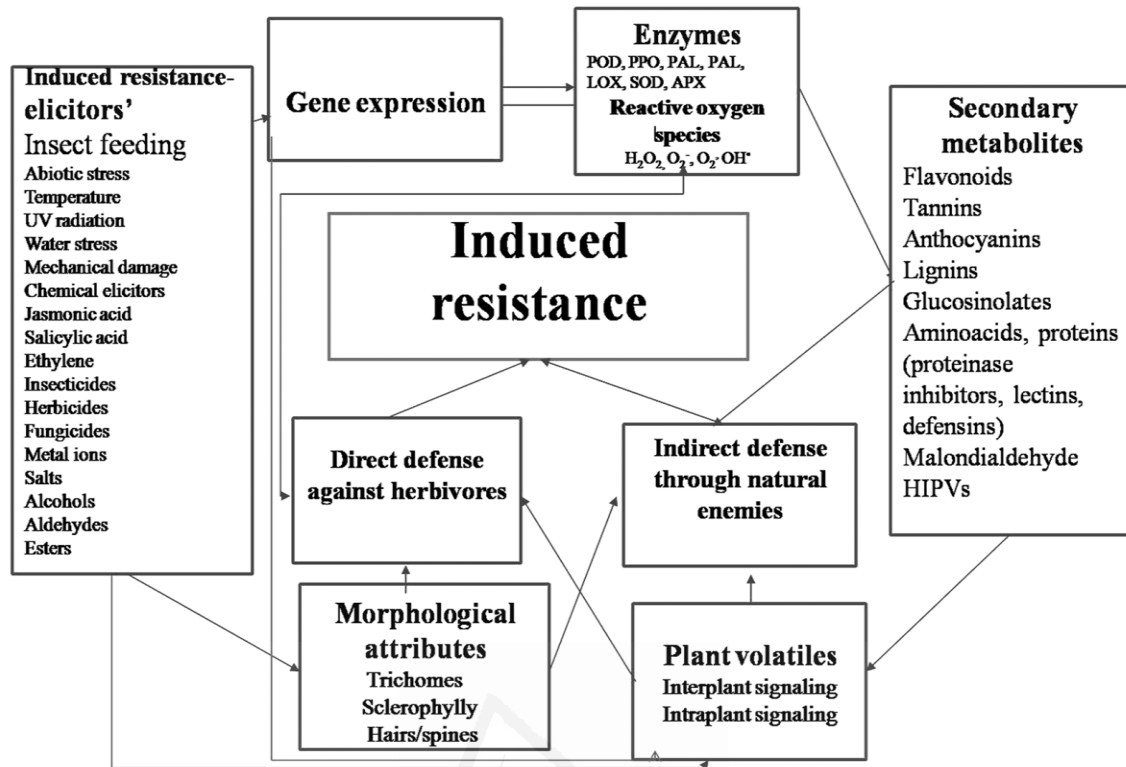 Induced resistance-
elicitors’
Insect feeding
Abiotic stress
Temperature
UV radiation
Water stress
Mechanical damage
Chemical elicitors
Jasmonic acid
Salicylic acid
Ethylene
Insecticides
Herbicides
Fungicides
Metal ions
Salts
Alcohols
Aldehydes
Esters
Gene expression
Enzymes
POD, PPO, PAL, PAL,
LOX, SOD, APX
Reactive oxygen
species
H₂O₂, O₂⁻, O₂· OH•
Secondary
metabolites
Flavonoids
Tannins
Anthocyanins
Lignins
Glucosinolates
Aminoacids, proteins
(proteinase
inhibitors, lectins,
defensins)
Malondialdehyde
HIPVs
Induced
resistance
Direct defense
against herbivores
Indirect defense
through natural
enemies
Morphological
attributes
Trichomes
Sclerophylly
Hairs/spines
Plant volatiles
Interplant signaling
Intraplant signaling